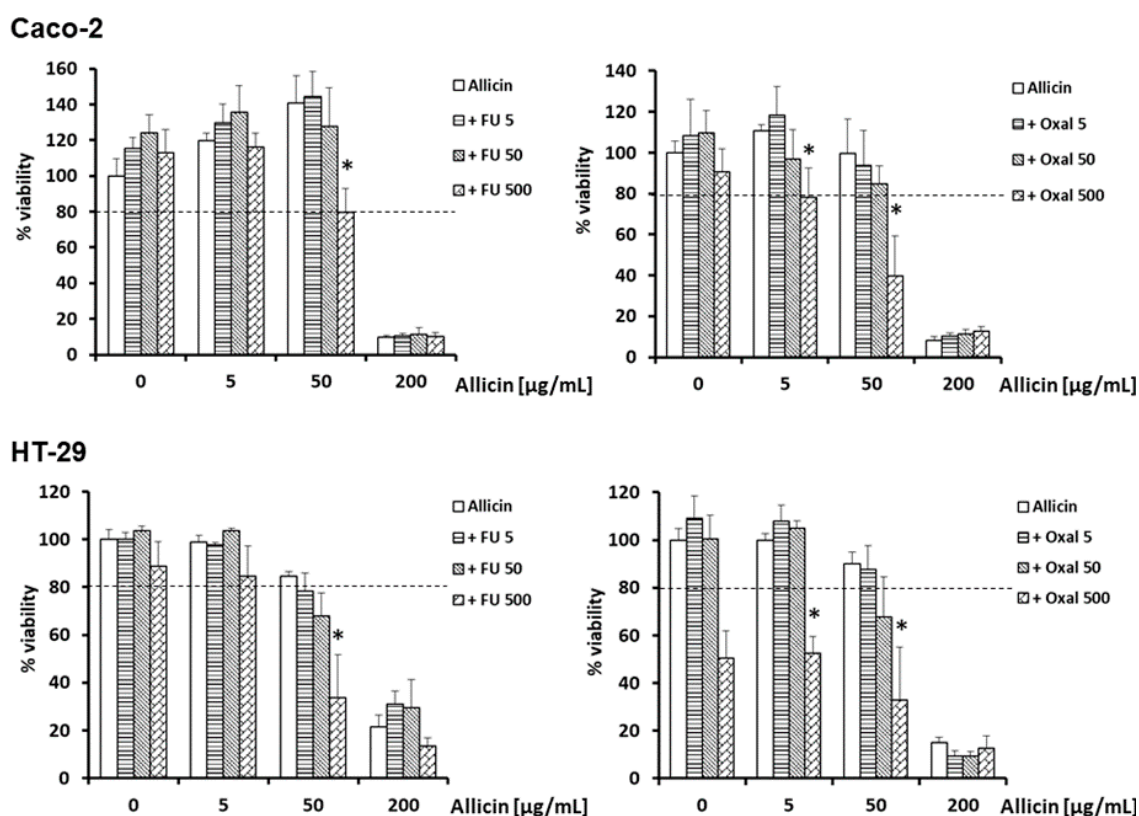 Caco-2
% viability
160
140
120
100
80
60
40
20
0
*
Allicin
+ FU 5
+ FU 50
+ FU 500
0 5 50 200 Allicin [µg/mL]
% viability
140
120
100
80
60
40
20
0
*
*
Allicin
+ Oxal 5
+ Oxal 50
+ Oxal 500
0 5 50 200 Allicin [µg/mL]
HT-29
% viability
120
100
80
60
40
20
0
*
Allicin
+ FU 5
+ FU 50
+ FU 500
0 5 50 200 Allicin [µg/mL]
% viability
120
100
80
60
40
20
0
*
*
Allicin
+ Oxal 5
+ Oxal 50
+ Oxal 500
0 5 50 200 Allicin [µg/mL]